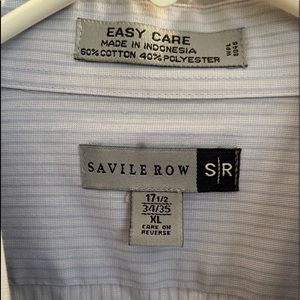 EASY CARE
MADE IN INDONESIA
60% COTTON 40% POLYESTER
SAVILE ROW
S|R
17 1/2
34/35
XL
CARE ON
REVERSE